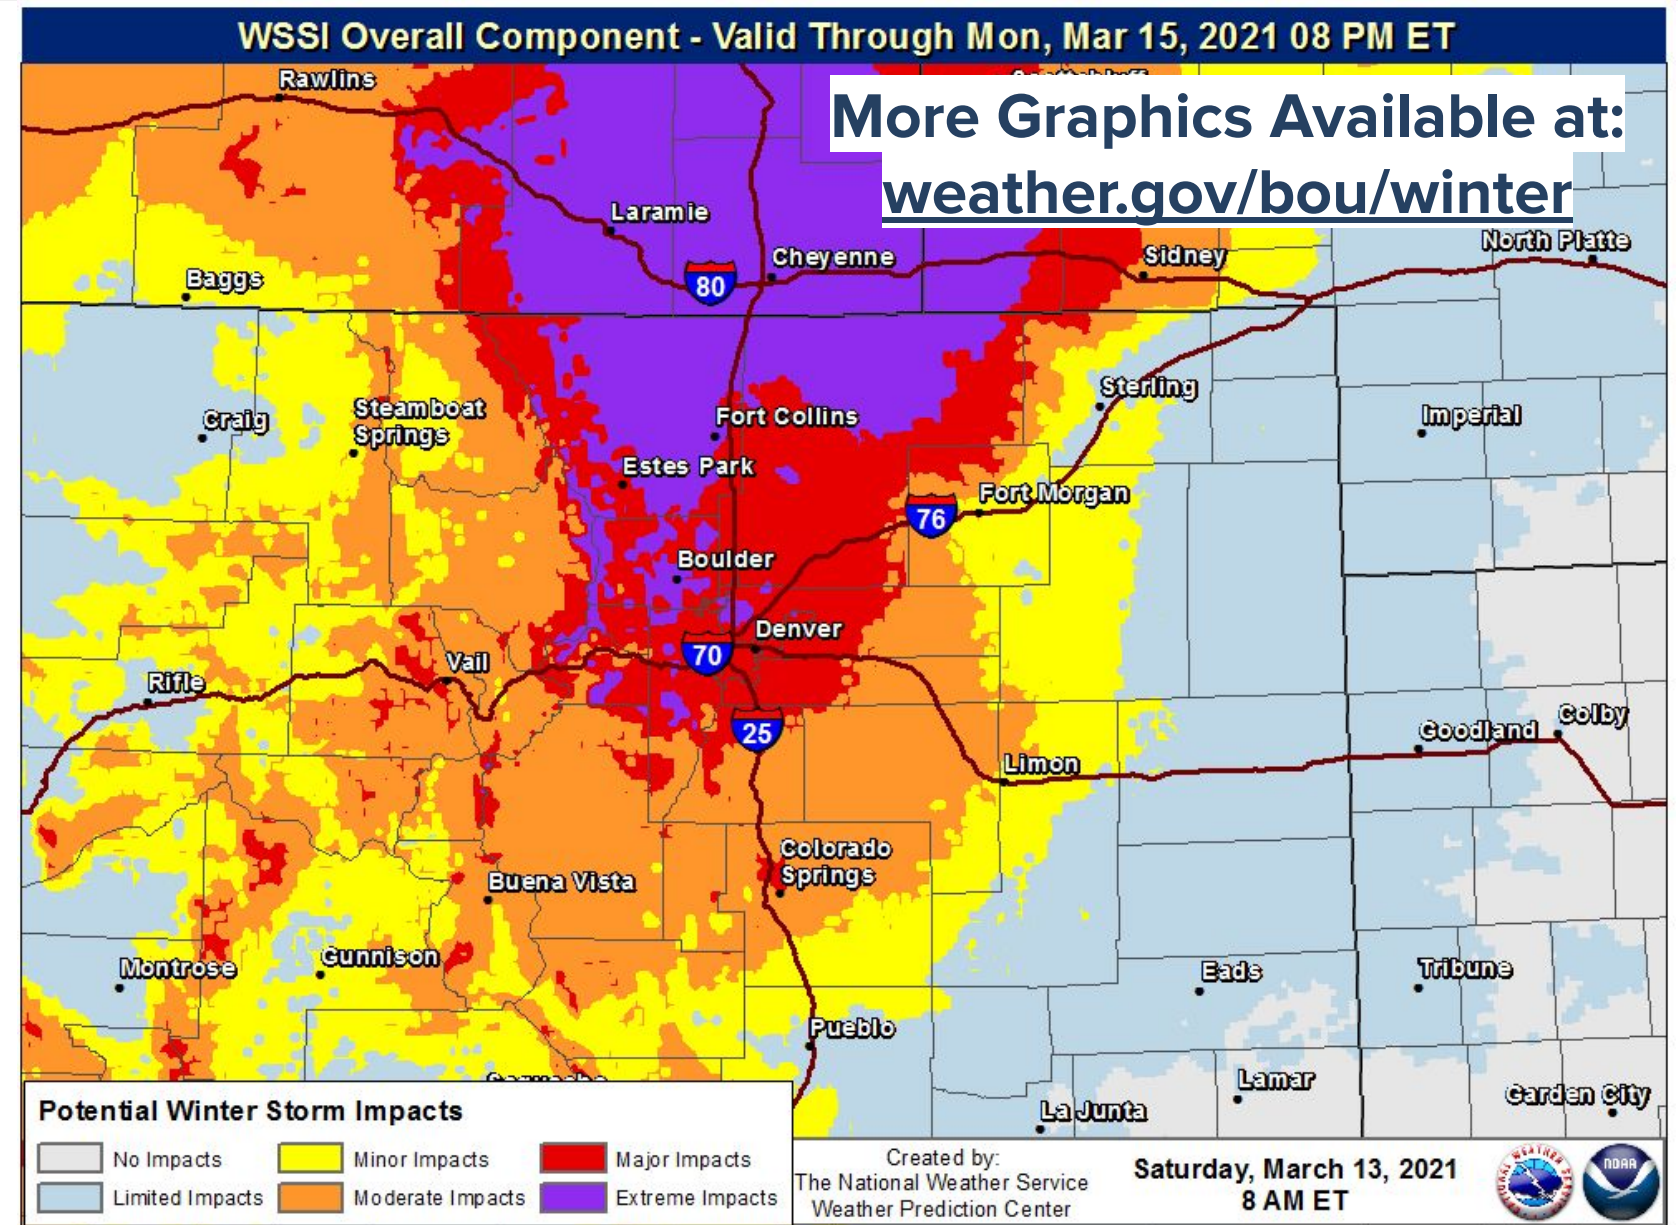 WSSI Overall Component - Valid Through Mon, Mar 15, 2021 08 PM ET
More Graphics Available at:
weather.gov/bou/winter
Rawlins
Laramie
Cheyenne
Sidney
North Platte
Baggs
80
Sterling
Craig
Steamboat
Springs
Fort Collins
Imperial
Estes Park
Fort Morgan
76
Boulder
Denver
70
Vail
Rifle
25
Goodland
Colby
Limon
Colorado
Springs
Buena Vista
Gunnison
Montrose
Eads
Tribune
Pueblo
Lamar
La Junta
Garden City
Potential Winter Storm Impacts
No Impacts
Minor Impacts
Major Impacts
Limited Impacts
Moderate Impacts
Extreme Impacts
Created by:
The National Weather Service
Weather Prediction Center
Saturday, March 13, 2021
8 AM ET
NOAA